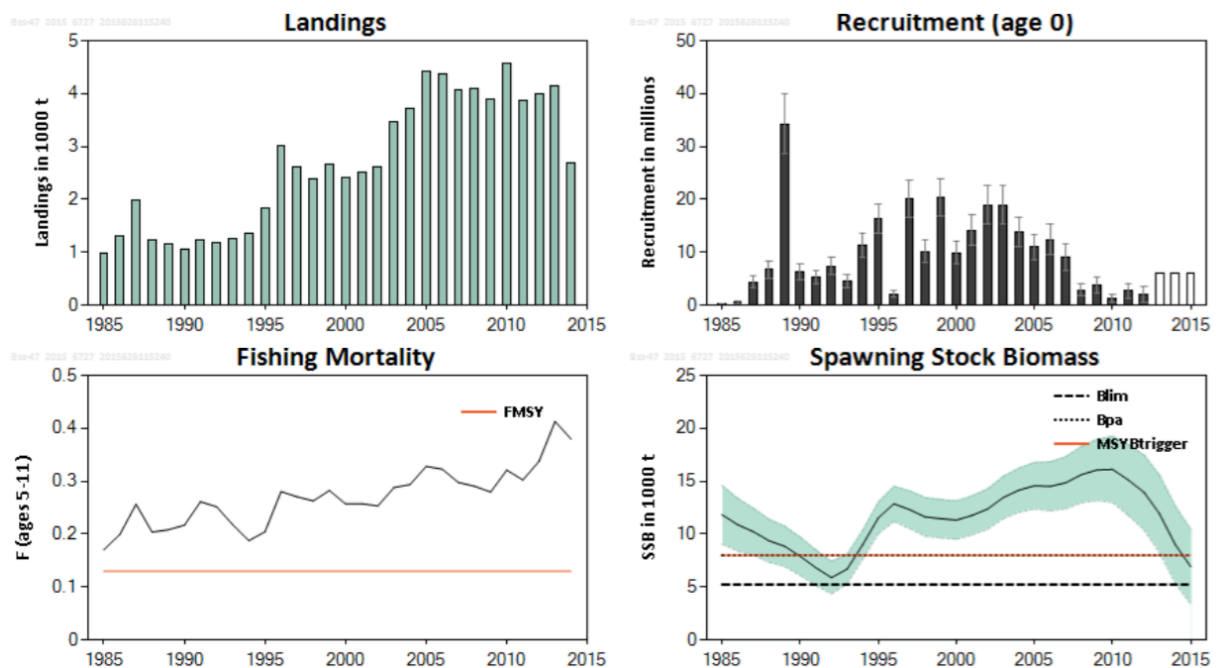 Landings
Landings in 1000 t
5
4
3
2
1
0
1985 1990 1995 2000 2005 2010 2015
Recruitment (age 0)
Recruitment in millions
50
40
30
20
10
0
1985 1990 1995 2000 2005 2010 2015
Fishing Mortality
F (ages 5-11)
0.5
0.4
0.3
0.2
0.1
0
FMSY
1985 1990 1995 2000 2005 2010 2015
Spawning Stock Biomass
SSB in 1000 t
25
20
15
10
5
0
Blim
Bpa
MSYBtrigger
1985 1990 1995 2000 2005 2010 2015